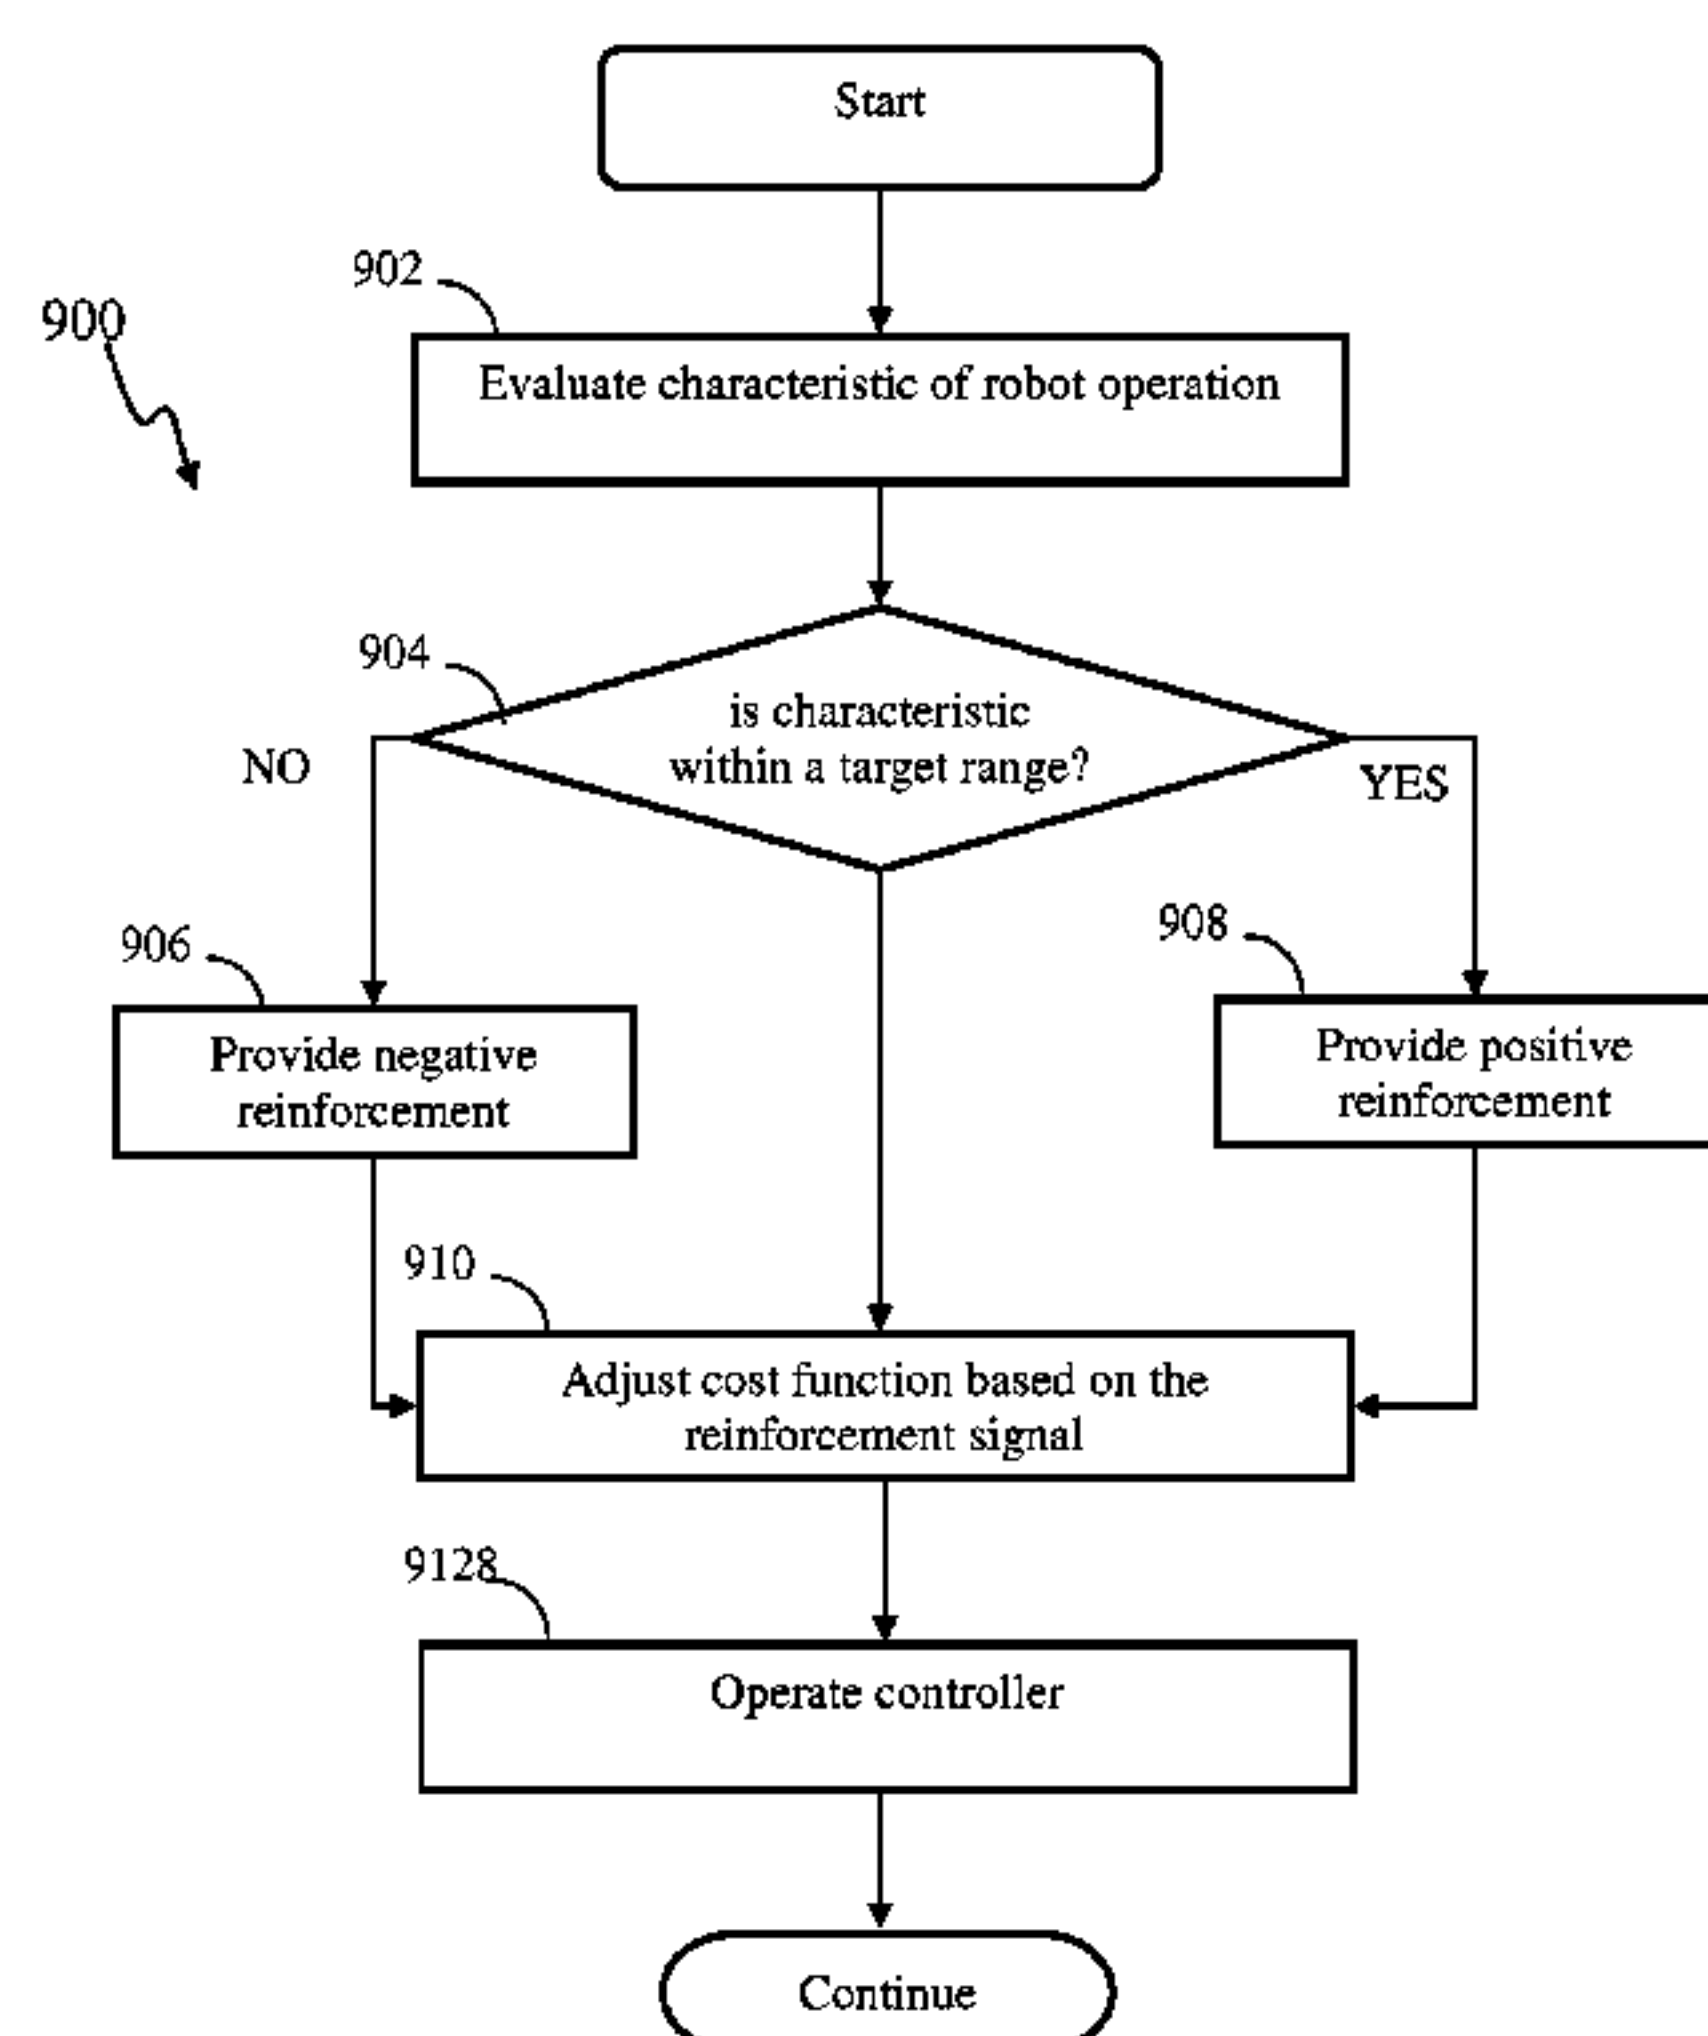 Start
902
900
Evaluate characteristic of robot operation
904
is characteristic
within a target range?
NO
YES
906
908
Provide negative
reinforcement
Provide positive
reinforcement
910
Adjust cost function based on the
reinforcement signal
9128
Operate controller
Continue